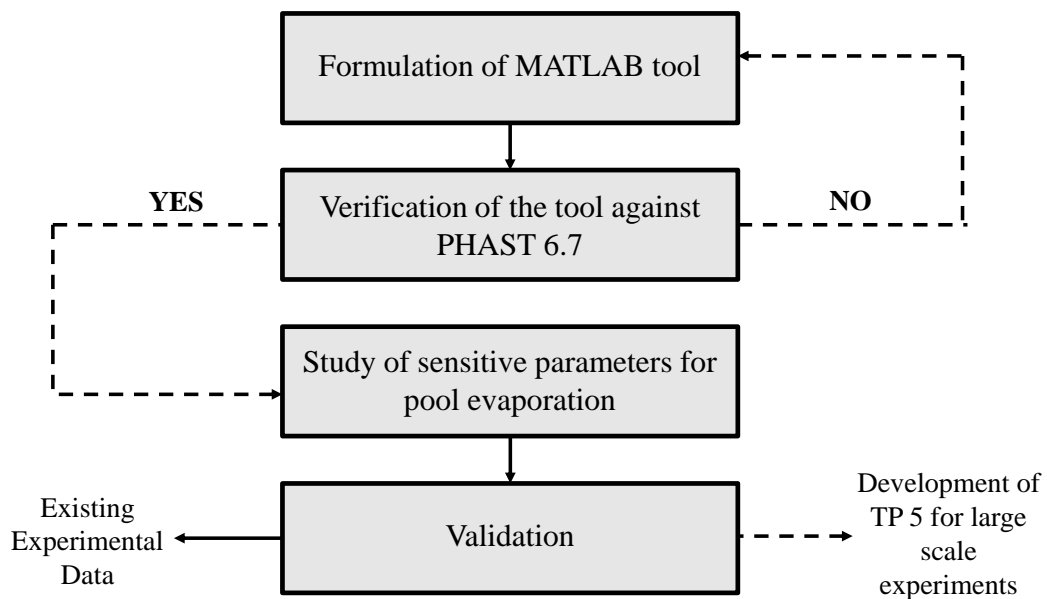 Formulation of MATLAB tool
YES
Verification of the tool against
PHAST 6.7
NO
Study of sensitive parameters for
pool evaporation
Existing
Experimental
Data
Validation
Development of
TP 5 for large
scale
experiments